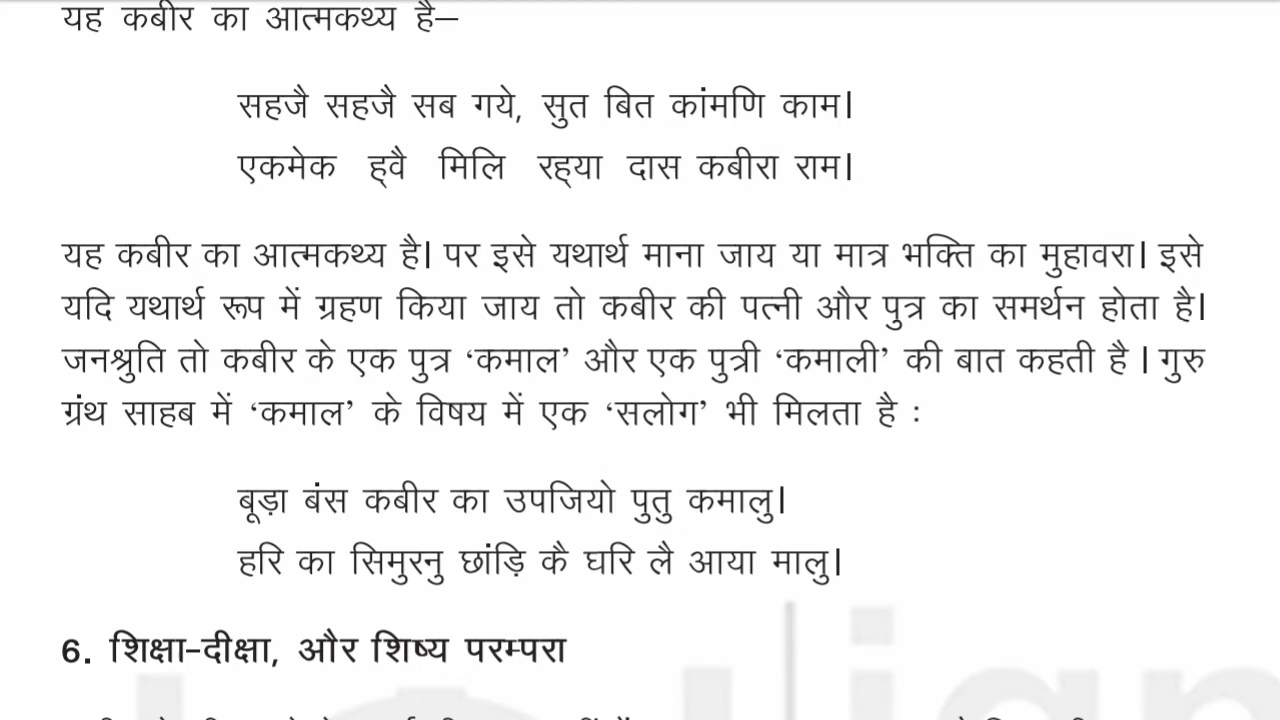 यह कबीर का आत्मकथ्य है—
सहजै सहजै सब गये, सुत बित कांमणि काम।
एकमेक ह्वै मिलि रह्या दास कबीरा राम।
यह कबीर का आत्मकथ्य है। पर इसे यथार्थ माना जाय या मात्र भक्ति का मुहावरा। इसे
यदि यथार्थ रूप में ग्रहण किया जाय तो कबीर की पत्नी और पुत्र का समर्थन होता है।
जनश्रुति तो कबीर के एक पुत्र ‘कमाल’ और एक पुत्री ‘कमाली’ की बात कहती है । गुरु
ग्रंथ साहब में ‘कमाल’ के विषय में एक ‘सलोग’ भी मिलता है :
बूड़ा बंस कबीर का उपजियो पुतु कमालु।
हरि का सिमुरनु छांड़ि कै घरि लै आया मालु।
6. शिक्षा-दीक्षा, और शिष्य परम्परा